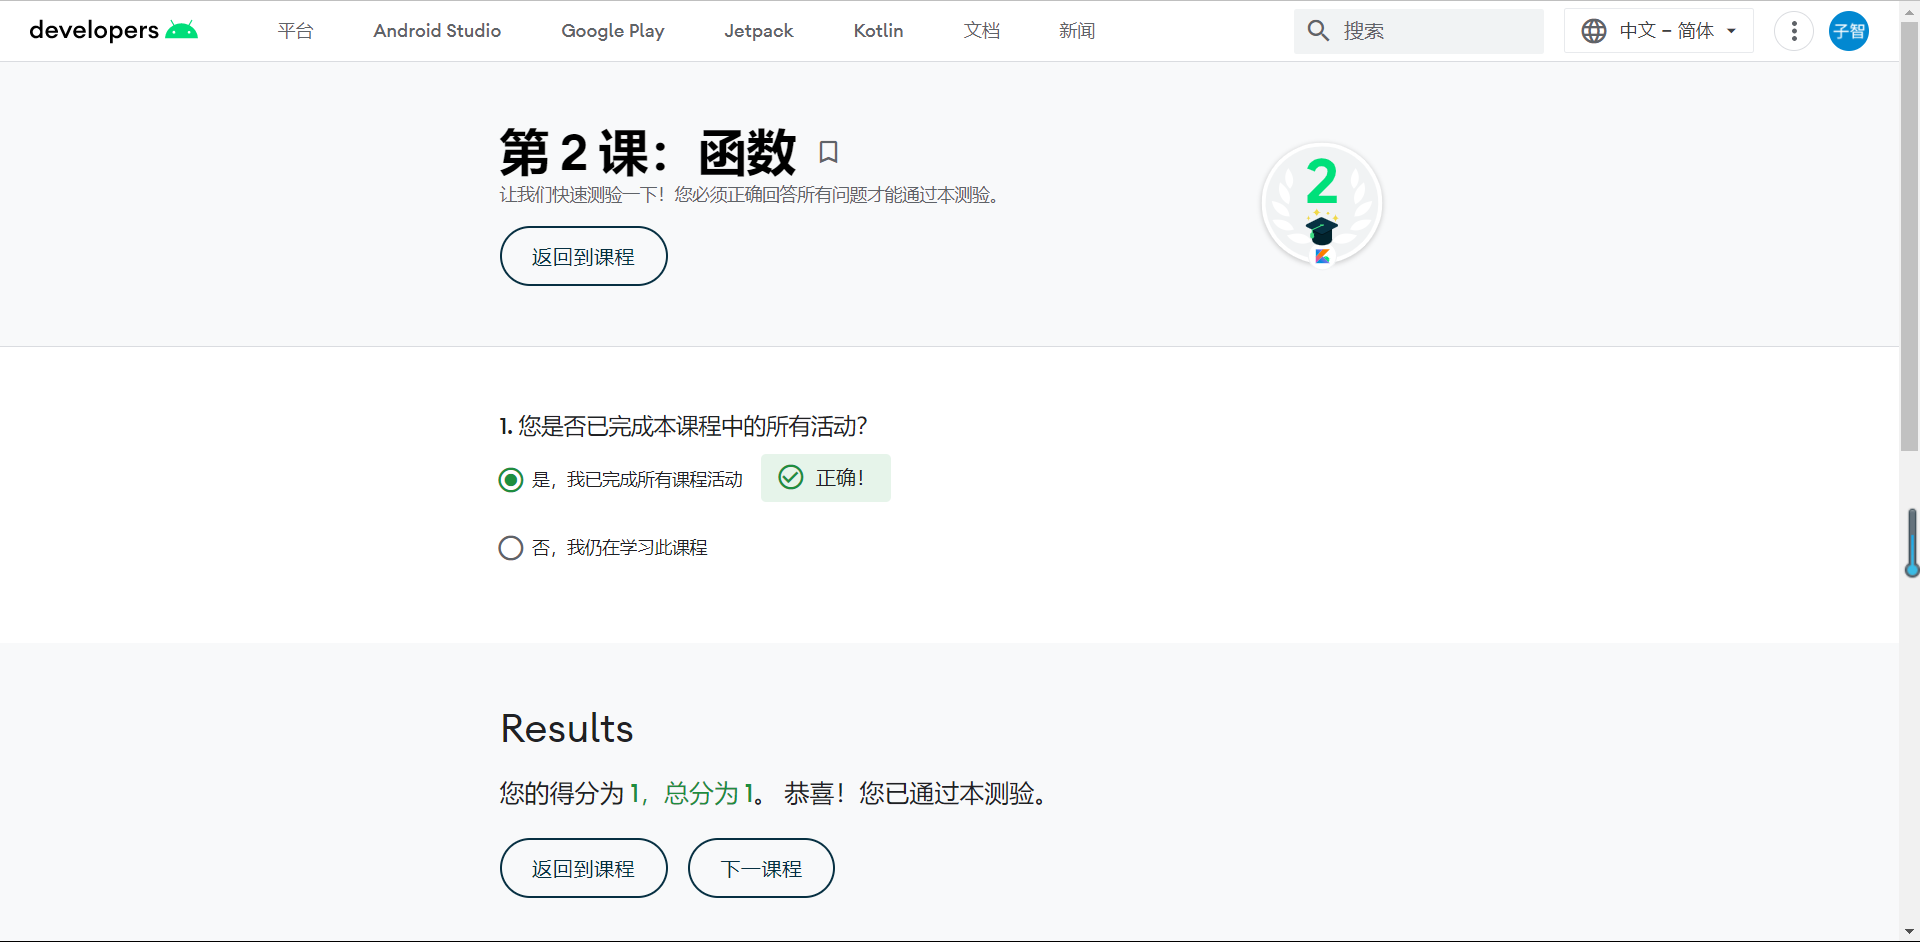 developers 平台 Android Studio Google Play Jetpack Kotlin 文档 新闻 搜索 中文 – 简体 子智
第 2 课：函数
让我们快速测验一下！您必须正确回答所有问题才能通过本测验。
2
返回到课程
1. 您是否已完成本课程中的所有活动？
是，我已完成所有课程活动 正确！
否，我仍在学习此课程
Results
您的得分为 1，总分为 1。 恭喜！您已通过本测验。
返回到课程 下一课程